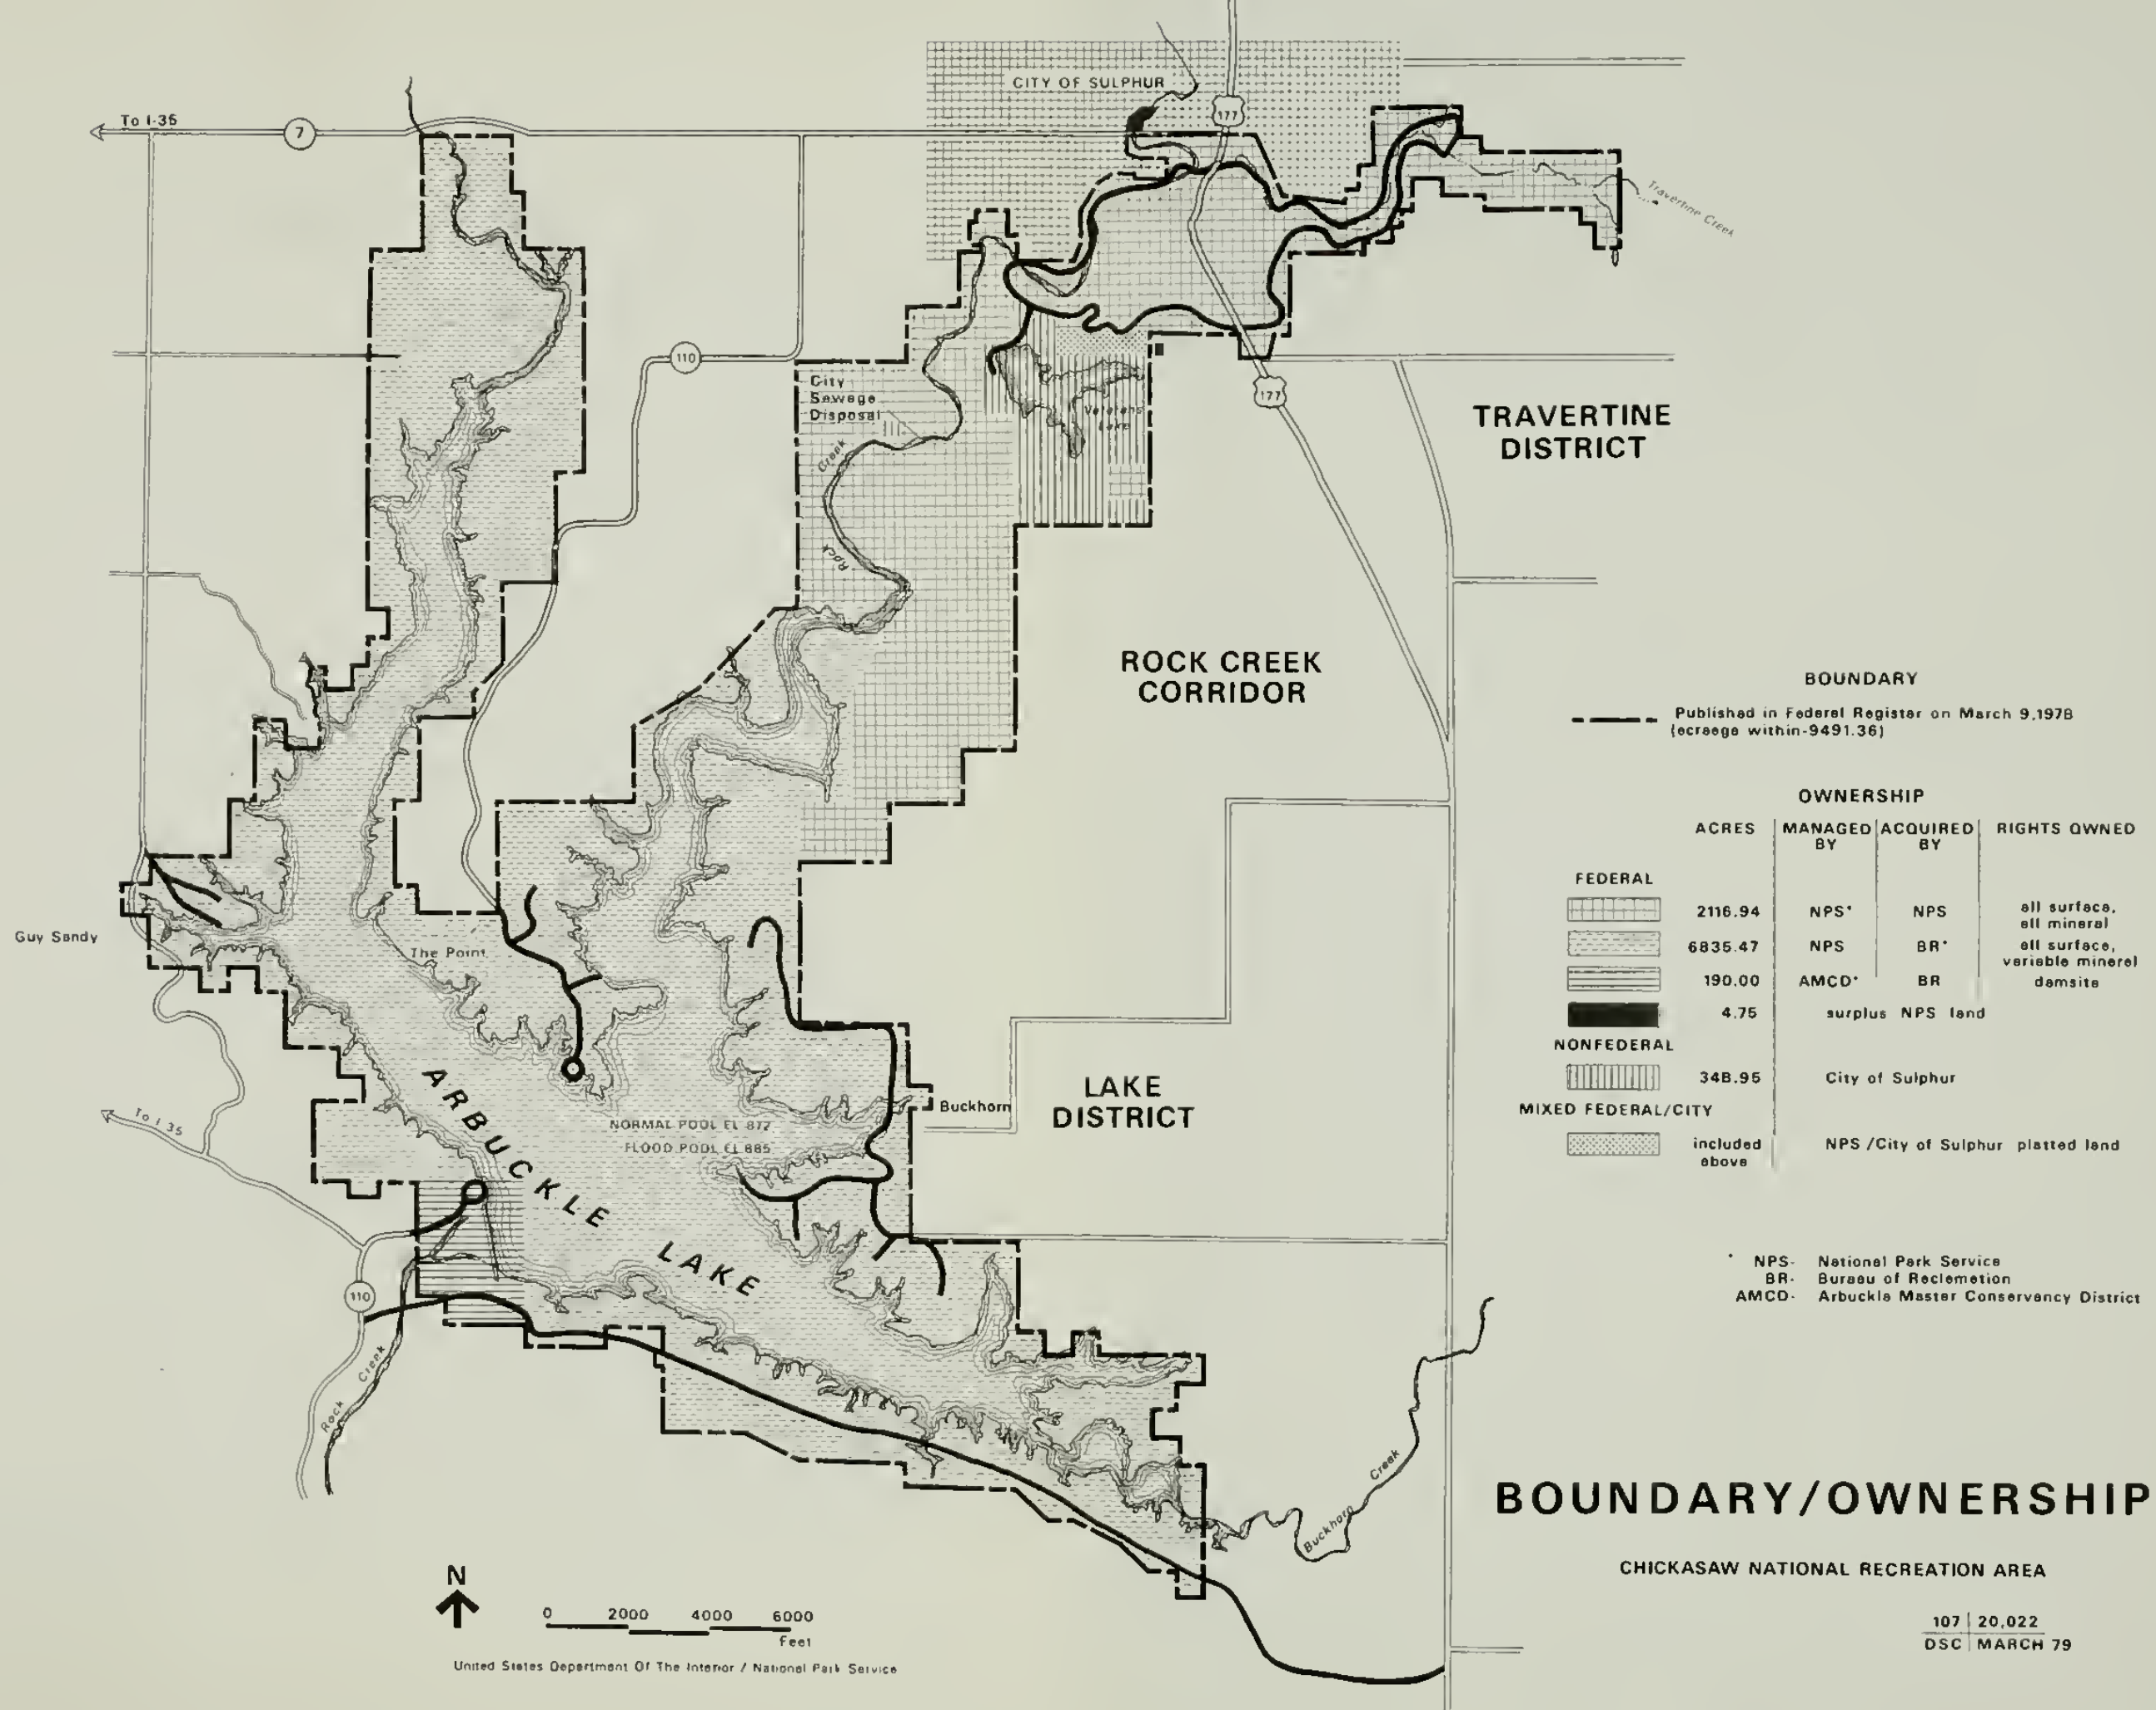 CITY OF SULPHUR
To I-35
7
177
Travertine Creek
110
City
Sewage
Disposal
Veterans
Lake
177
TRAVERTINE
DISTRICT
Creek
Rock
ROCK CREEK
CORRIDOR
BOUNDARY
Published in Federal Register on March 9,1978
(acreage within-9491.36)
OWNERSHIP
ACRES MANAGED BY ACQUIRED BY RIGHTS OWNED
FEDERAL
2116.94 NPS* NPS all surface, all mineral
6835.47 NPS BR* all surface, variable mineral
190.00 AMCD* BR damsite
4.75 surplus NPS land
NONFEDERAL
348.95 City of Sulphur
MIXED FEDERAL/CITY
included above NPS/City of Sulphur platted land
* NPS- National Park Service
BR- Bureau of Reclamation
AMCD- Arbuckle Master Conservancy District
Guy Sandy
The Point
ARBUCKLE LAKE
NORMAL POOL EL 872
FLOOD POOL EL 885
Buckhorn
LAKE
DISTRICT
To I 35
110
Rock Creek
Buckhorn Creek
N
0 2000 4000 6000
Feet
United States Department Of The Interior / National Park Service
BOUNDARY/OWNERSHIP
CHICKASAW NATIONAL RECREATION AREA
107 20,022
DSC MARCH 79